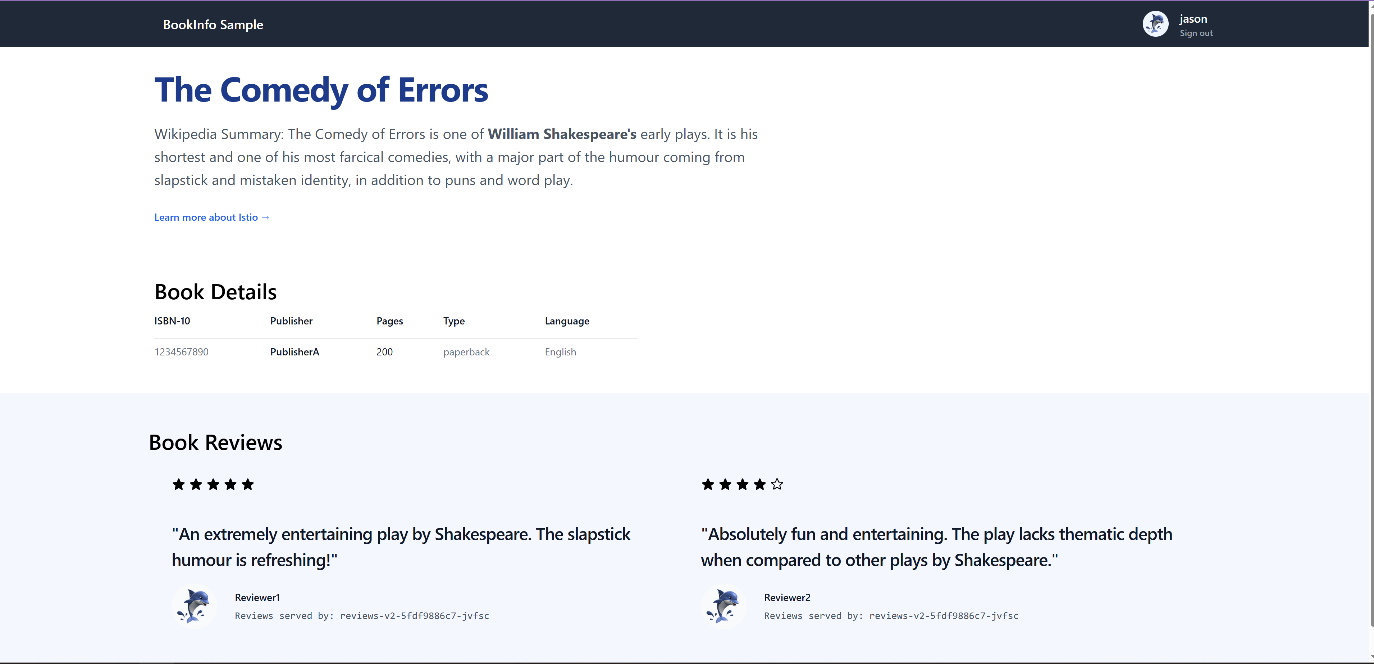 BookInfo Sample
jason
Sign out
The Comedy of Errors
Wikipedia Summary: The Comedy of Errors is one of William Shakespeare's early plays. It is his
shortest and one of his most farcical comedies, with a major part of the humour coming from
slapstick and mistaken identity, in addition to puns and word play.
Learn more about Istio →
Book Details
ISBN-10 Publisher Pages Type Language
1234567890 PublisherA 200 paperback English
Book Reviews
"An extremely entertaining play by Shakespeare. The slapstick
humour is refreshing!"
Reviewer1
Reviews served by: reviews-v2-5fdf9886c7-jvfsc
"Absolutely fun and entertaining. The play lacks thematic depth
when compared to other plays by Shakespeare."
Reviewer2
Reviews served by: reviews-v2-5fdf9886c7-jvfsc